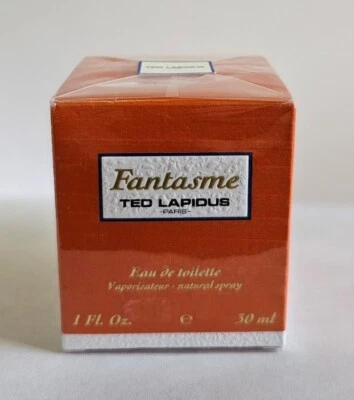 TED LAPIDUS
Fantasme
TED LAPIDUS
-PARIS-
Eau de toilette
Vaporisateur - natural spray
1 Fl. Oz. e 30 ml